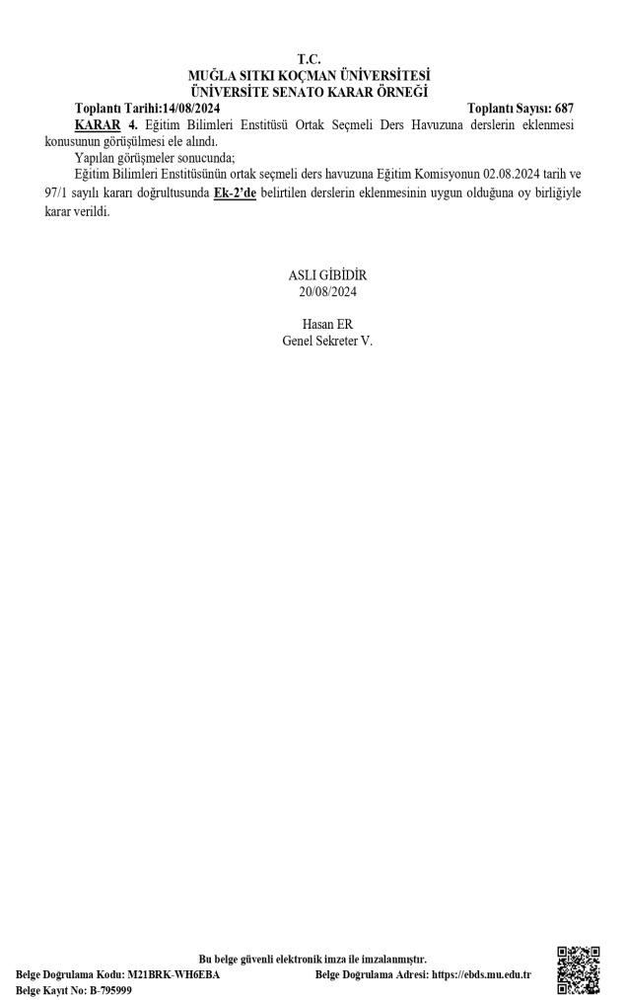 T.C.
MUĞLA SITKI KOÇMAN ÜNİVERSİTESİ
ÜNİVERSİTE SENATO KARAR ÖRNEĞİ
Toplantı Tarihi:14/08/2024 Toplantı Sayısı: 687
KARAR 4. Eğitim Bilimleri Enstitüsü Ortak Seçmeli Ders Havuzuna derslerin eklenmesi
konusunun görüşülmesi ele alındı.
Yapılan görüşmeler sonucunda;
Eğitim Bilimleri Enstitüsünün ortak seçmeli ders havuzuna Eğitim Komisyonun 02.08.2024 tarih ve
97/1 sayılı kararı doğrultusunda Ek-2’de belirtilen derslerin eklenmesinin uygun olduğuna oy birliğiyle
karar verildi.
ASLI GİBİDİR
20/08/2024
Hasan ER
Genel Sekreter V.
Bu belge güvenli elektronik imza ile imzalanmıştır.
Belge Doğrulama Kodu: M21BRK-WH6EBA Belge Doğrulama Adresi: https://ebds.mu.edu.tr
Belge Kayıt No: B-795999